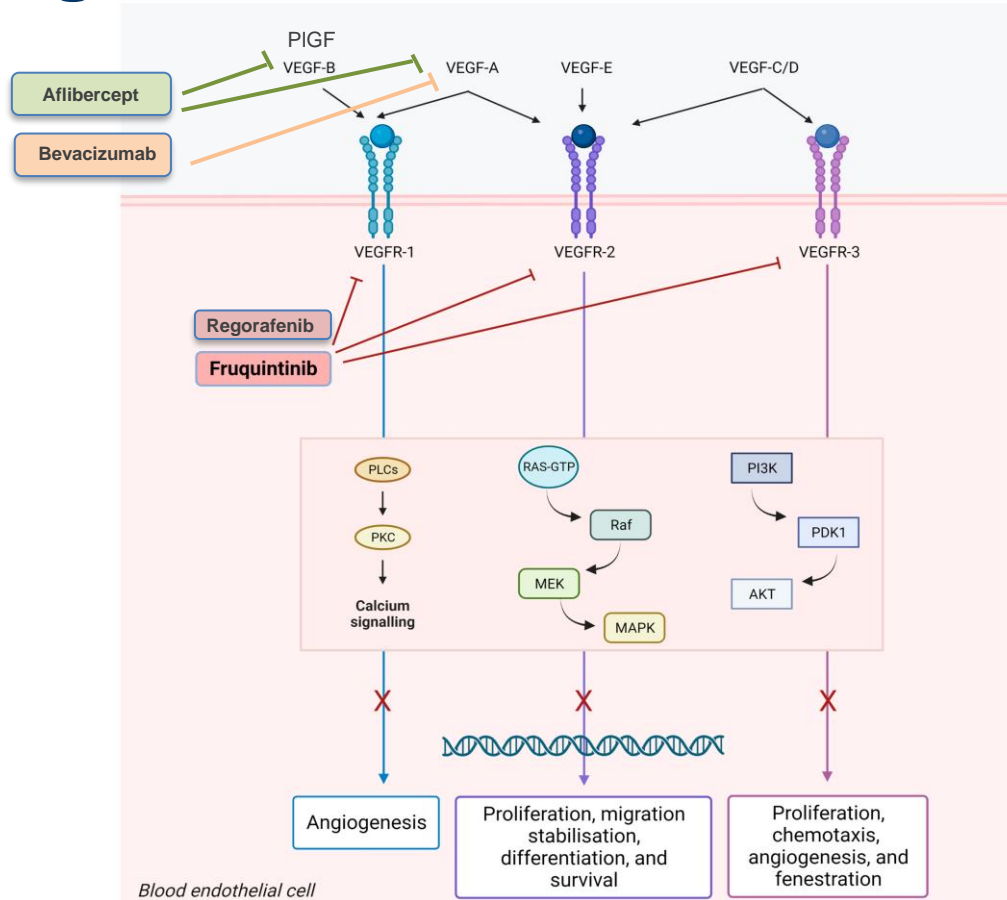 PlGF
VEGF-B
VEGF-A
VEGF-E
VEGF-C/D
Aflibercept
Bevacizumab
VEGFR-1
VEGFR-2
VEGFR-3
Regorafenib
Fruquintinib
PLCs
PKC
Calcium
signalling
RAS-GTP
Raf
MEK
MAPK
PI3K
PDK1
AKT
X
X
X
Angiogenesis
Proliferation, migration
stabilisation,
differentiation, and
survival
Proliferation,
chemotaxis,
angiogenesis, and
fenestration
Blood endothelial cell